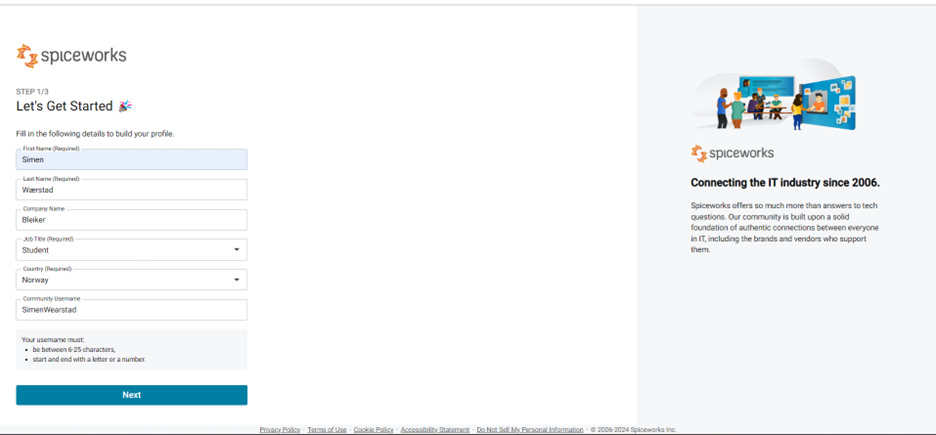 spiceworks
STEP 1/3
Let's Get Started 🎉
Fill in the following details to build your profile.
First Name (Required)
Simen
Last Name (Required)
Wærstad
Company Name
Bleiker
Job Title (Required)
Student
Country (Required)
Norway
Community Username
SimenWearstad
Your username must:
• be between 6-25 characters,
• start and end with a letter or a number.
Next
spiceworks
Connecting the IT industry since 2006.
Spiceworks offers so much more than answers to tech
questions. Our community is built upon a solid
foundation of authentic connections between everyone
in IT, including the brands and vendors who support
them.
Privacy Policy - Terms of Use - Cookie Policy - Accessibility Statement - Do Not Sell My Personal Information - © 2006-2024 Spiceworks Inc.